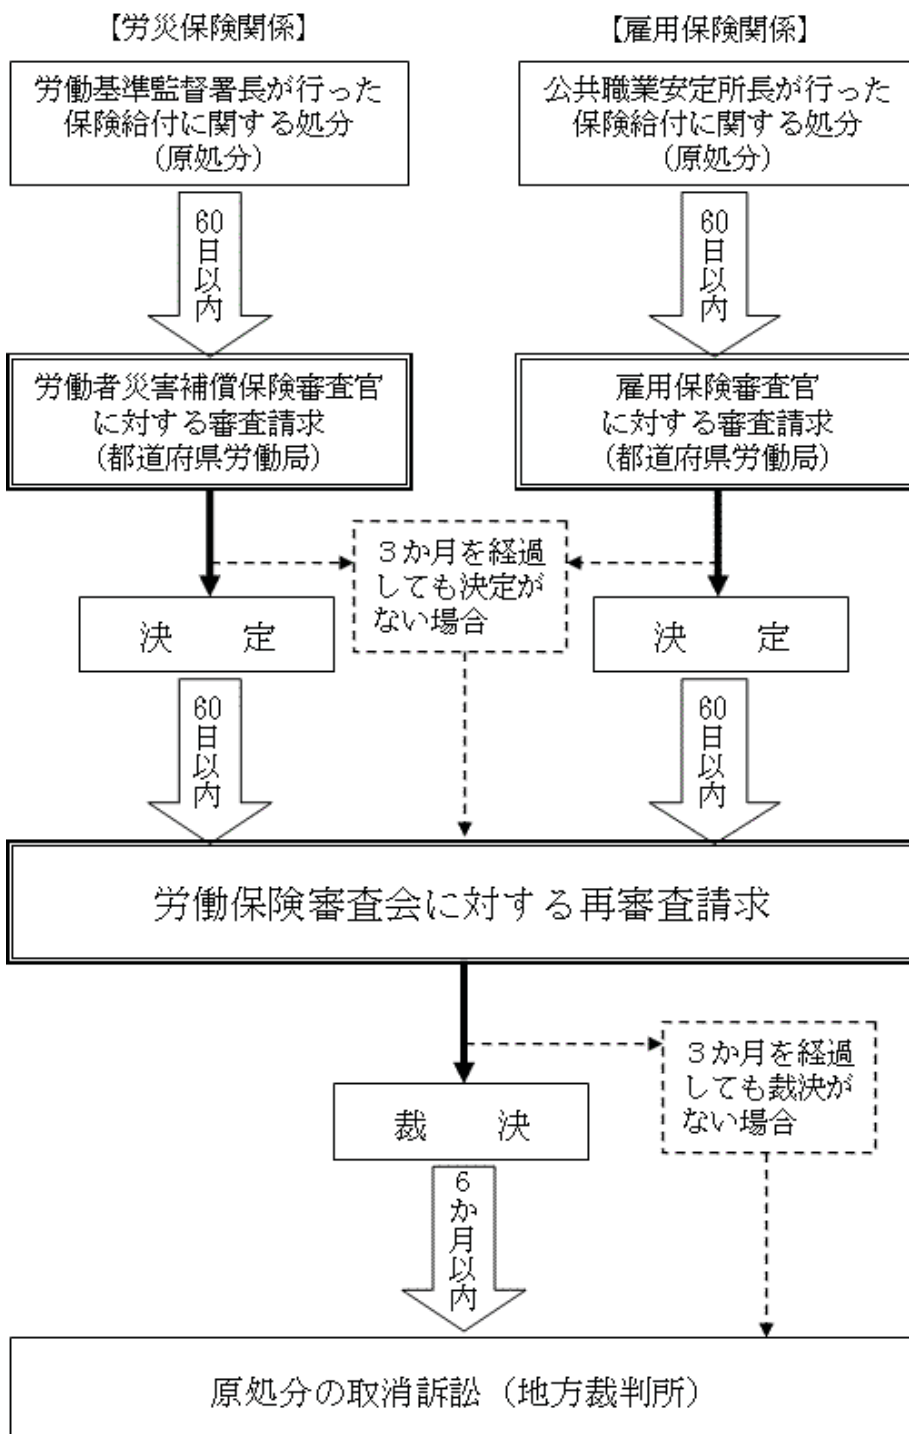 【労災保険関係】
労働基準監督署長が行った
保険給付に関する処分
（原処分）
60日以内
労働者災害補償保険審査官
に対する審査請求
（都道府県労働局）
決　定
60日以内
【雇用保険関係】
公共職業安定所長が行った
保険給付に関する処分
（原処分）
60日以内
雇用保険審査官
に対する審査請求
（都道府県労働局）
決　定
60日以内
３か月を経過
しても決定が
ない場合
労働保険審査会に対する再審査請求
３か月を経過
しても裁決が
ない場合
裁　決
６か月以内
原処分の取消訴訟（地方裁判所）